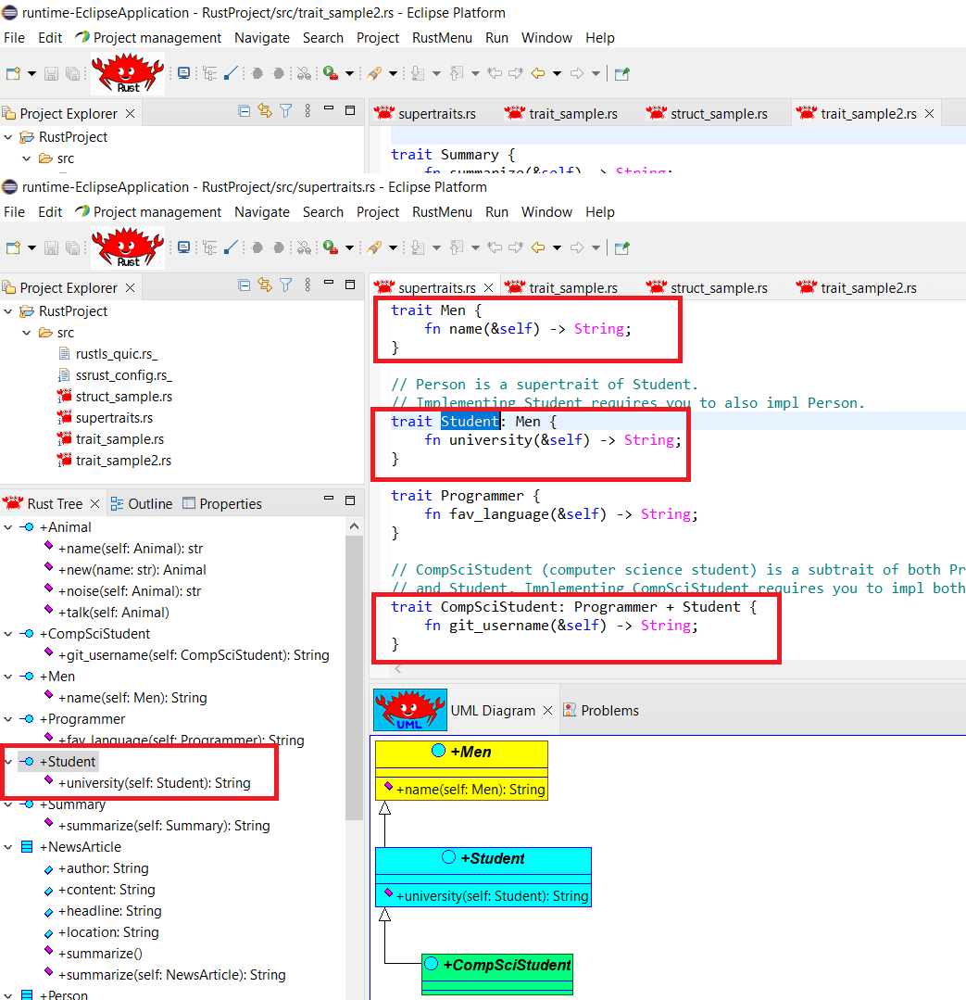 runtime-EclipseApplication - RustProject/src/trait_sample2.rs - Eclipse Platform
File Edit Project management Navigate Search Project RustMenu Run Window Help
Rust
Project Explorer
supertraits.rs trait_sample.rs struct_sample.rs trait_sample2.rs
RustProject
src
trait Summary {
fn summarize(&self) -> String;
runtime-EclipseApplication - RustProject/src/supertraits.rs - Eclipse Platform
File Edit Project management Navigate Search Project RustMenu Run Window Help
Rust
Project Explorer
RustProject
src
rustls_quic.rs_
ssrust_config.rs_
struct_sample.rs
supertraits.rs
trait_sample.rs
trait_sample2.rs
supertraits.rs trait_sample.rs struct_sample.rs trait_sample2.rs
trait Men {
fn name(&self) -> String;
}
// Person is a supertrait of Student.
// Implementing Student requires you to also impl Person.
trait Student: Men {
fn university(&self) -> String;
}
trait Programmer {
fn fav_language(&self) -> String;
}
// CompSciStudent (computer science student) is a subtrait of both Pr
// and Student. Implementing CompSciStudent requires you to impl both
trait CompSciStudent: Programmer + Student {
fn git_username(&self) -> String;
}
Rust Tree Outline Properties
+Animal
+name(self: Animal): str
+new(name: str): Animal
+noise(self: Animal): str
+talk(self: Animal)
+CompSciStudent
+git_username(self: CompSciStudent): String
+Men
+name(self: Men): String
+Programmer
+fav_language(self: Programmer): String
+Student
+university(self: Student): String
+Summary
+summarize(self: Summary): String
+NewsArticle
+author: String
+content: String
+headline: String
+location: String
+summarize()
+summarize(self: NewsArticle): String
+Person
UML
UML Diagram Problems
+Men
+name(self: Men): String
+Student
+university(self: Student): String
+CompSciStudent